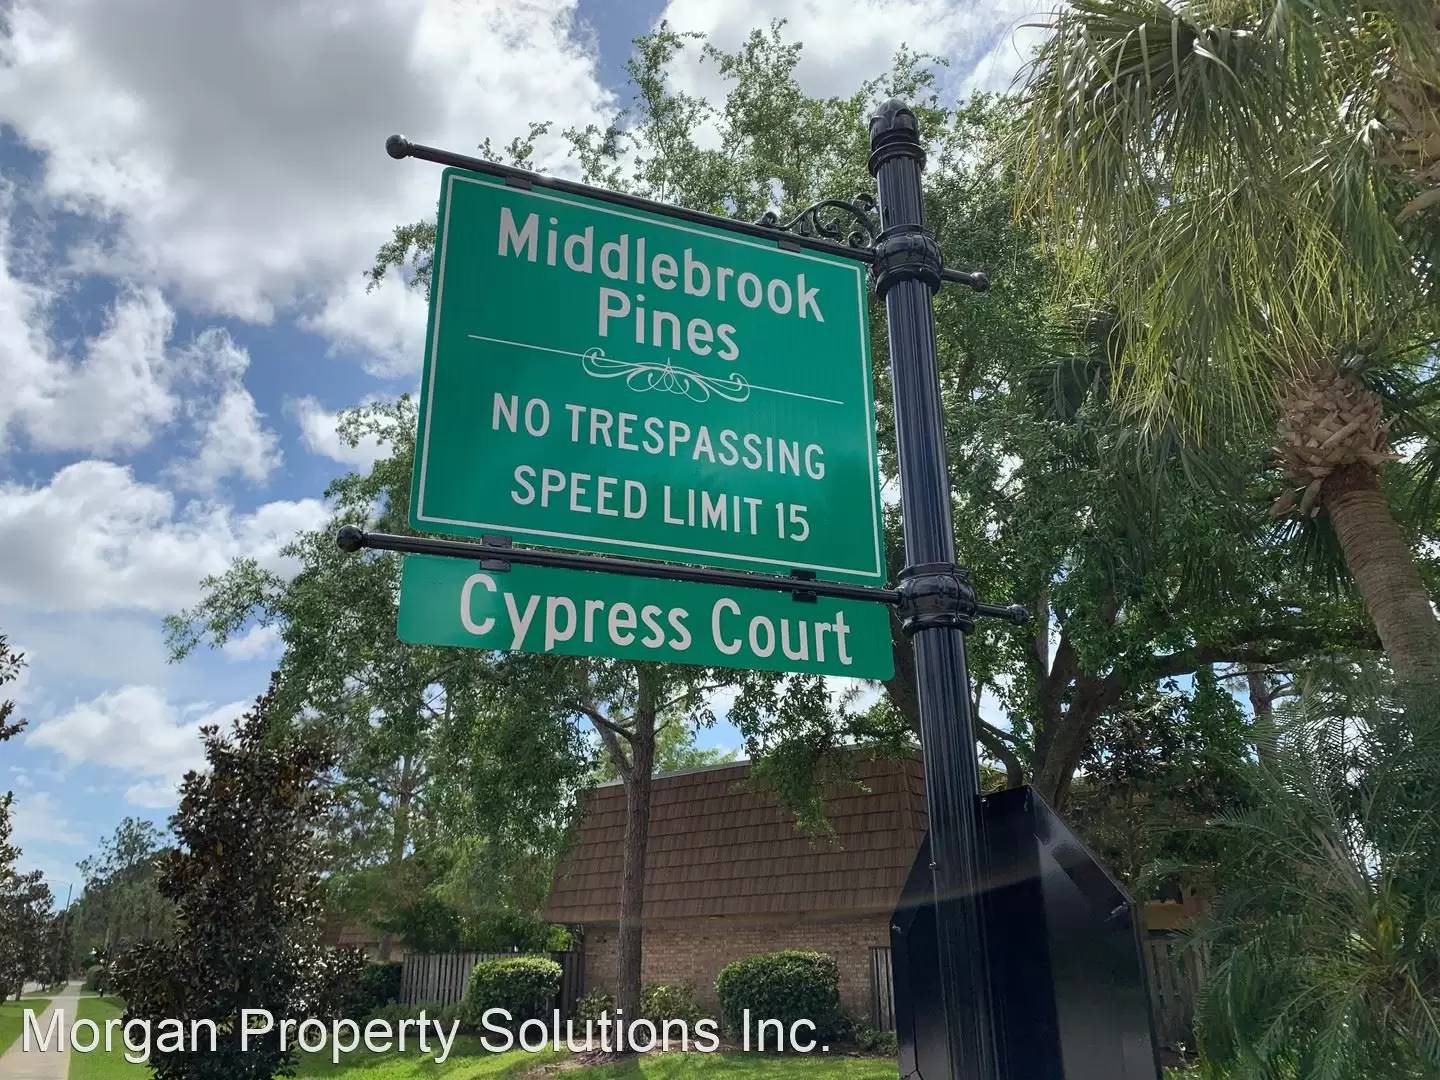 Middlebrook
Pines
NO TRESPASSING
SPEED LIMIT 15
Cypress Court
Morgan Property Solutions Inc.